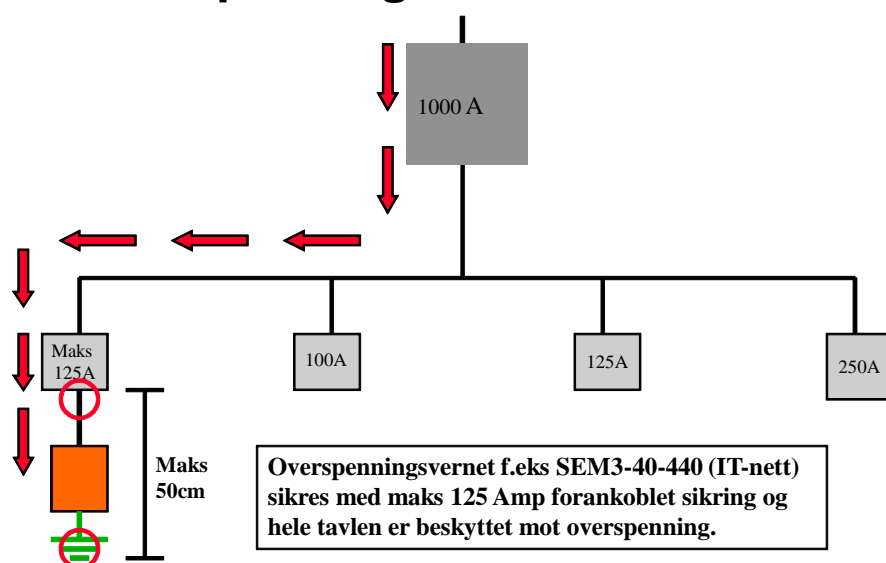 1000 A
Maks
125A
100A
125A
250A
Maks
50cm
Overspenningsvernet f.eks SEM3-40-440 (IT-nett)
sikres med maks 125 Amp forankoblet sikring og
hele tavlen er beskyttet mot overspenning.